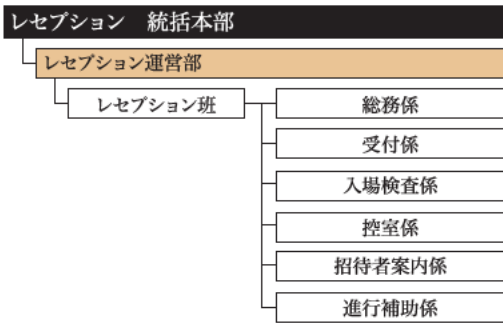 レセプション　統括本部
レセプション運営部
レセプション班
総務係
受付係
入場検査係
控室係
招待者案内係
進行補助係